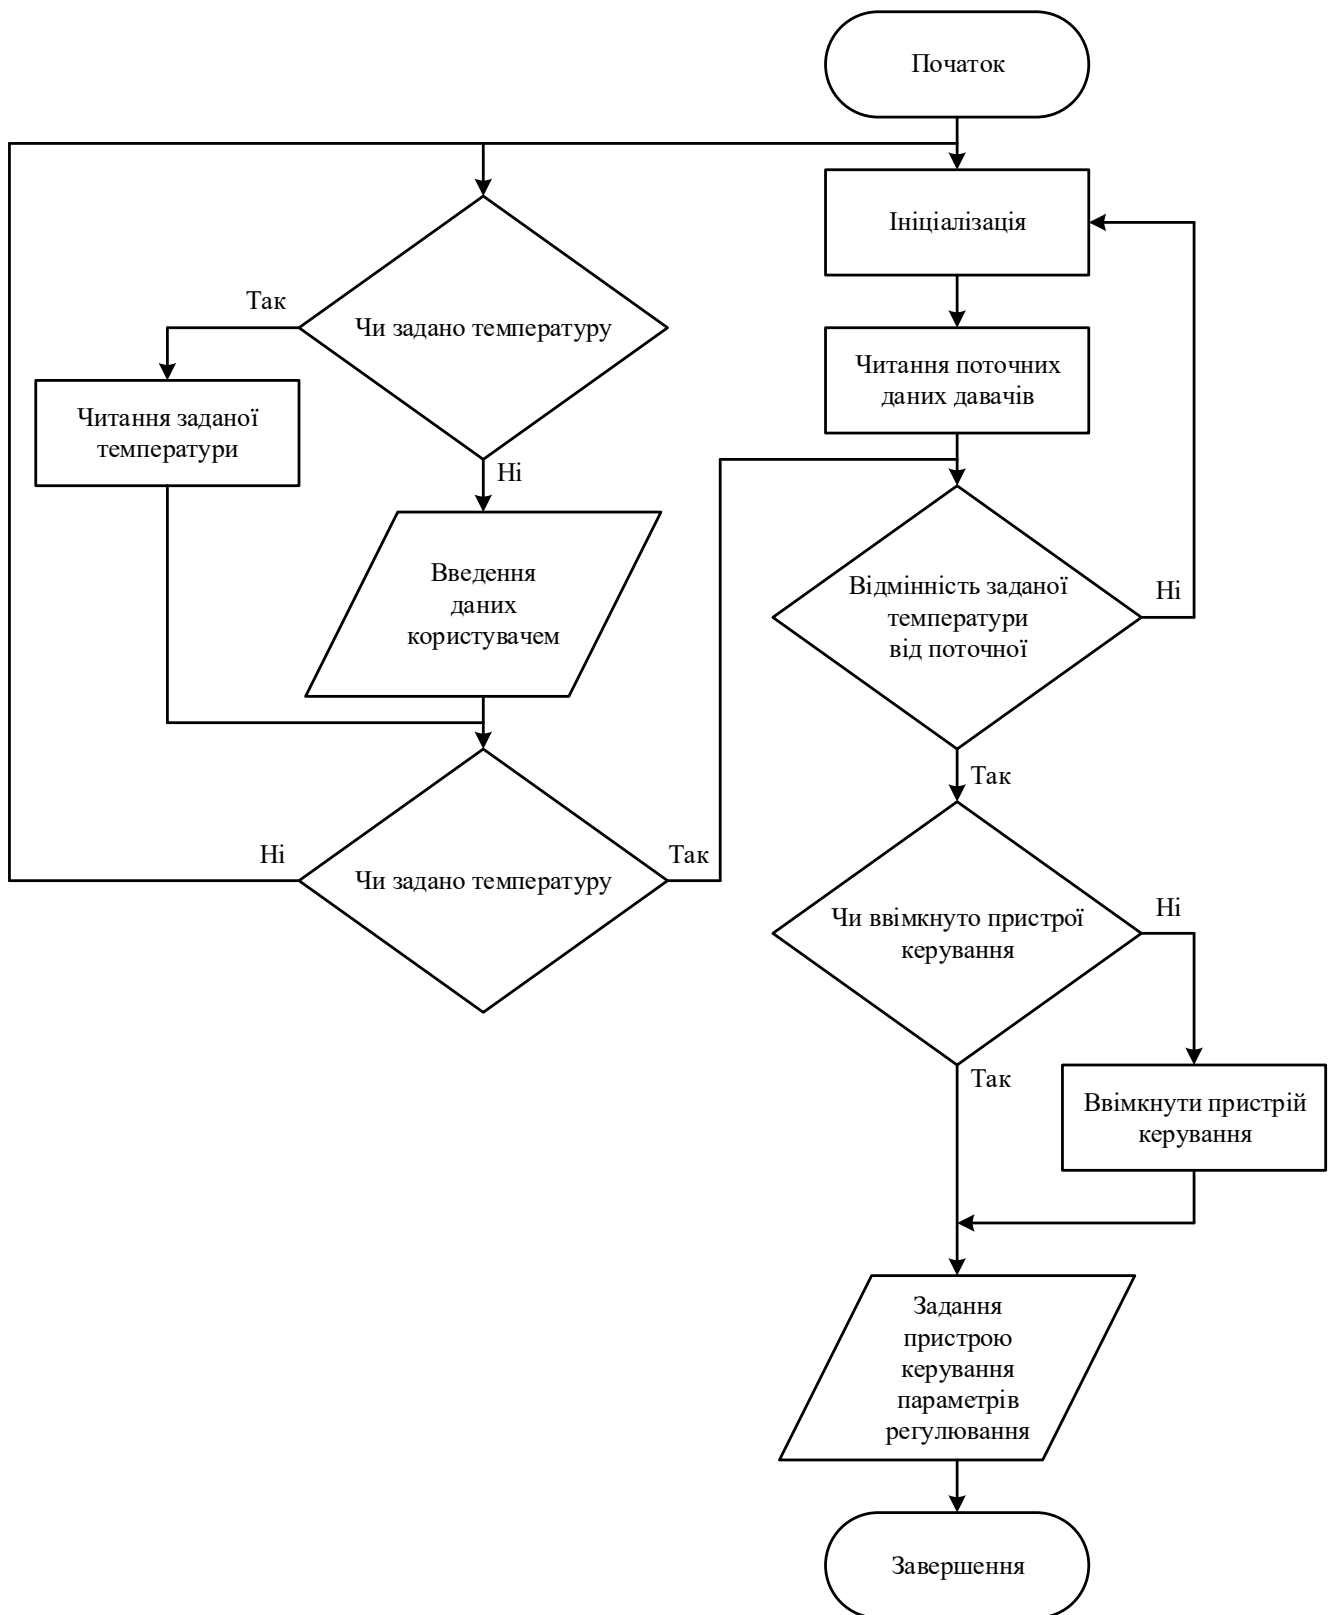 Початок
Ініціалізація
Так
Чи задано температуру
Читання поточних
даних давачів
Читання заданої
температури
Ні
Введення
даних
користувачем
Відмінність заданої
температури
від поточної
Ні
Так
Ні
Чи задано температуру
Так
Чи ввімкнуто пристрої
керування
Ні
Так
Ввімкнути пристрій
керування
Задання
пристрою
керування
параметрів
регулювання
Завершення